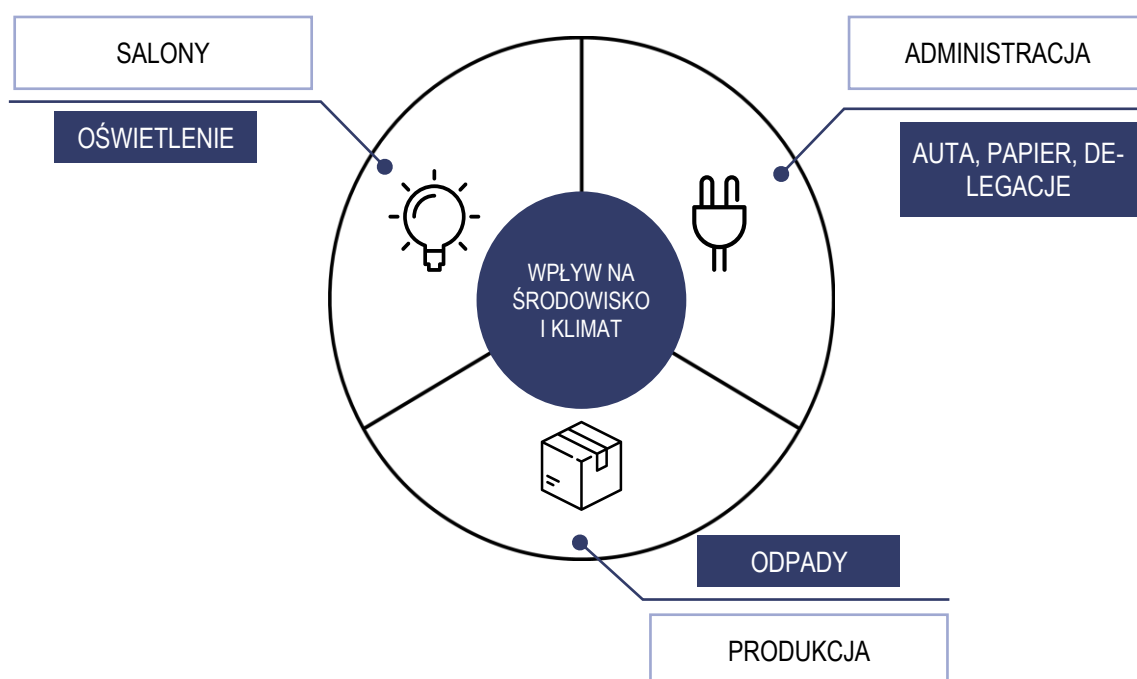 SALONY
OŚWIETLENIE
ADMINISTRACJA
AUTA, PAPIER, DE-
LEGACJE
WPŁYW NA
ŚRODOWISKO
I KLIMAT
ODPADY
PRODUKCJA